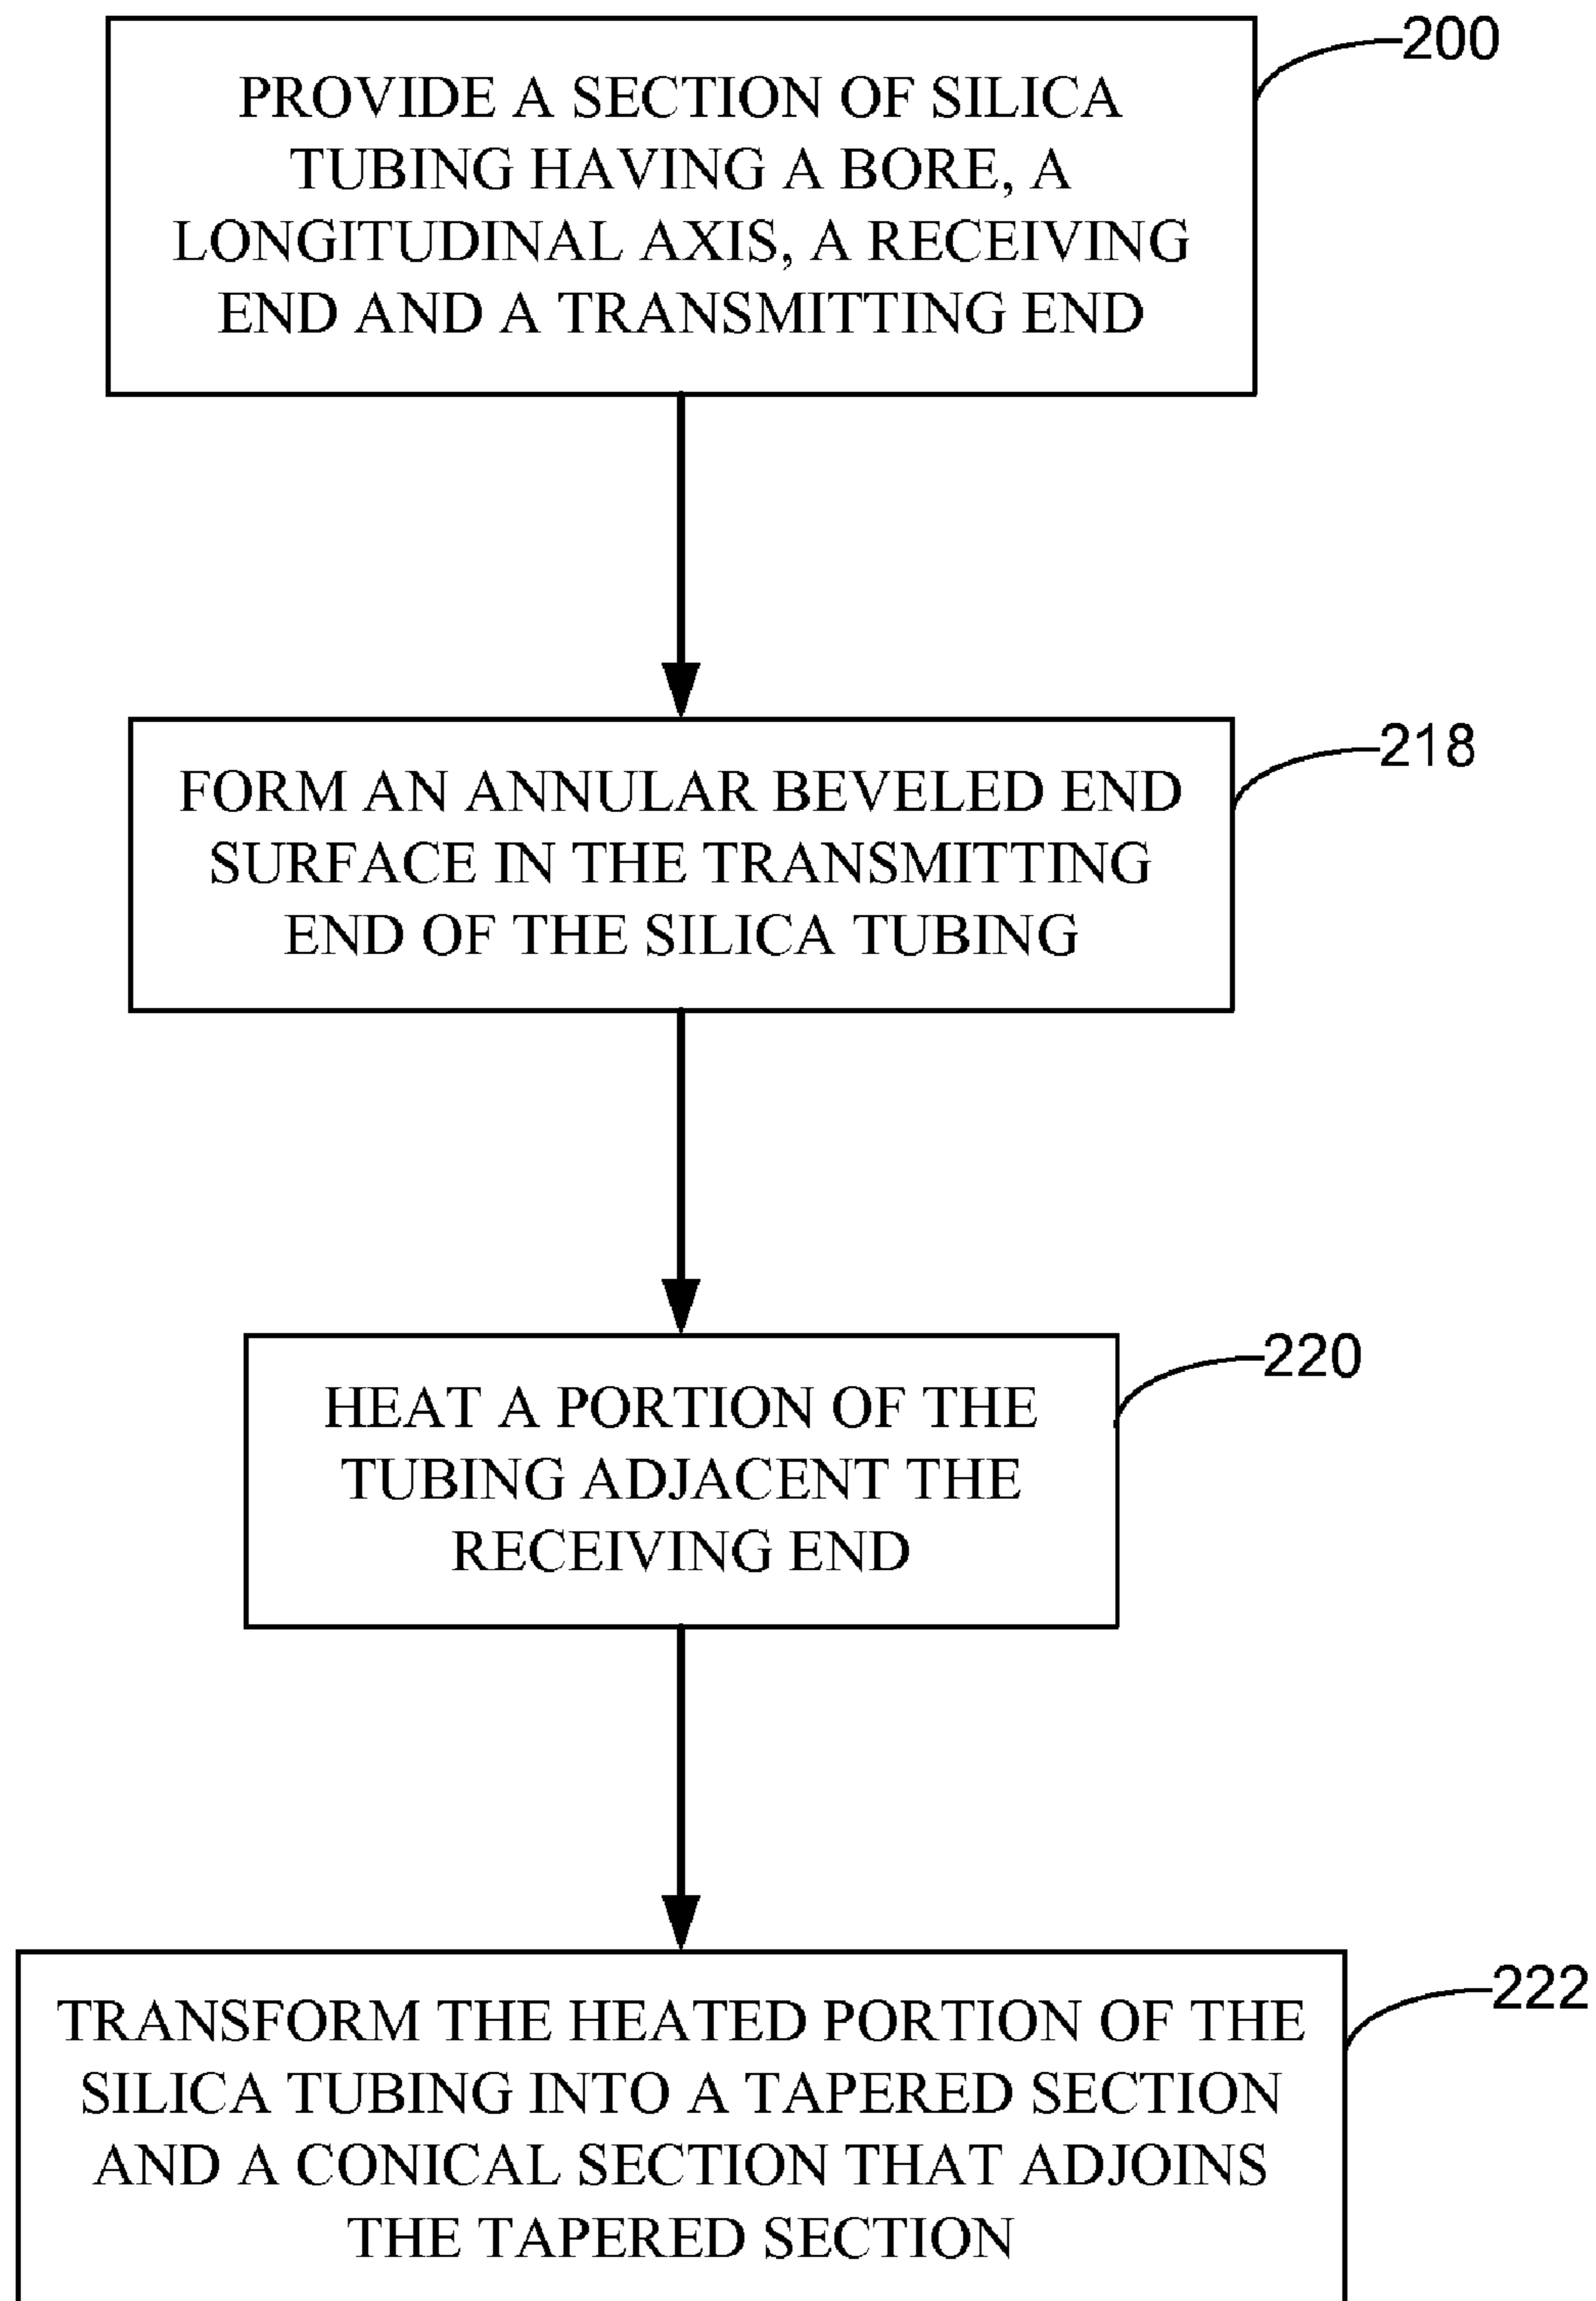 200
PROVIDE A SECTION OF SILICA
TUBING HAVING A BORE, A
LONGITUDINAL AXIS, A RECEIVING
END AND A TRANSMITTING END
218
FORM AN ANNULAR BEVELED END
SURFACE IN THE TRANSMITTING
END OF THE SILICA TUBING
220
HEAT A PORTION OF THE
TUBING ADJACENT THE
RECEIVING END
222
TRANSFORM THE HEATED PORTION OF THE
SILICA TUBING INTO A TAPERED SECTION
AND A CONICAL SECTION THAT ADJOINS
THE TAPERED SECTION